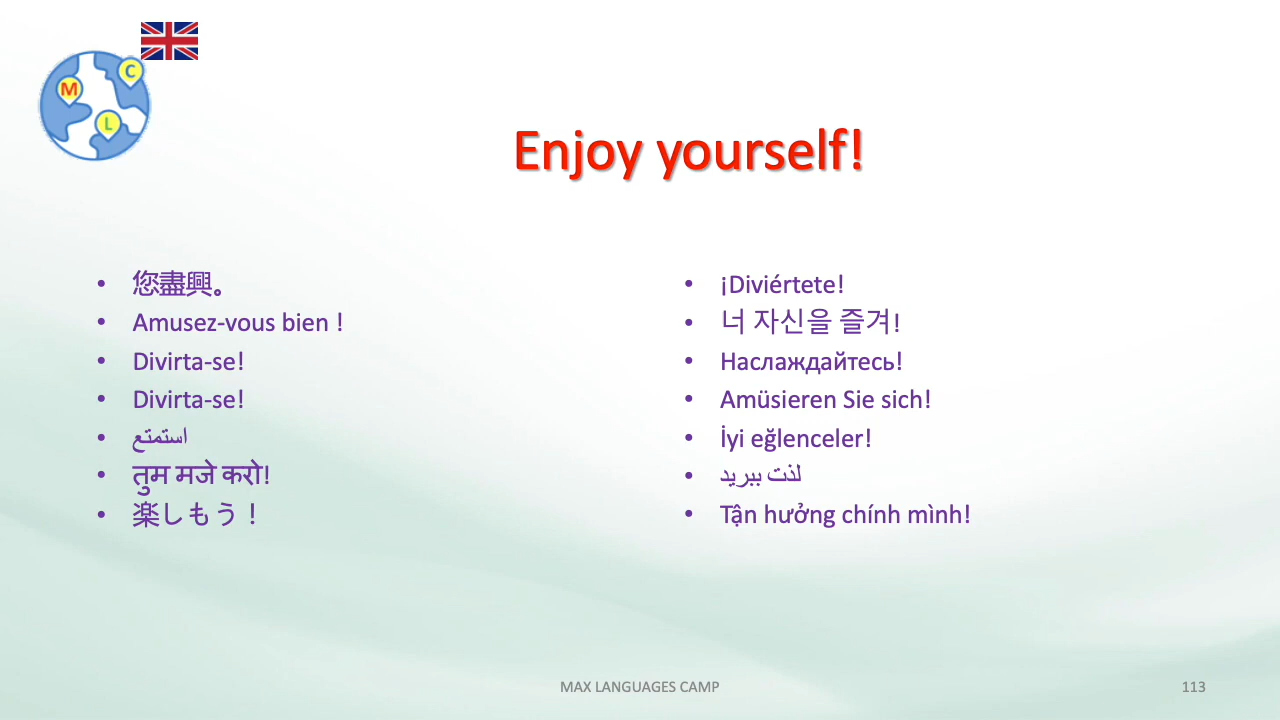 C
M
L
Enjoy yourself!
• 您盡興。
• Amusez-vous bien !
• Divirta-se!
• Divirta-se!
• استمتع
• तुम मजे करो!
• 楽しもう！
• ¡Diviértete!
• 너 자신을 즐겨!
• Наслаждайтесь!
• Amüsieren Sie sich!
• İyi eğlenceler!
• لذت ببرید
• Tận hưởng chính mình!
MAX LANGUAGES CAMP
113